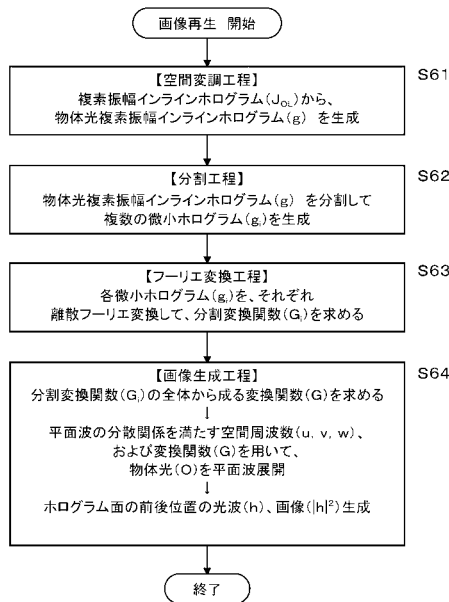 画像再生 開始
S61
【空間変調工程】
複素振幅インラインホログラム(J_OL)から、
物体光複素振幅インラインホログラム(g) を生成
S62
【分割工程】
物体光複素振幅インラインホログラム(g) を分割して
複数の微小ホログラム(g_i)を生成
S63
【フーリエ変換工程】
各微小ホログラム(g_i)を、それぞれ
離散フーリエ変換して、分割変換関数(G_i)を求める
S64
【画像生成工程】
分割変換関数(G_i)の全体から成る変換関数(G)を求める
↓
平面波の分散関係を満たす空間周波数(u, v, w)、
および変換関数(G)を用いて、
物体光(O)を平面波展開
↓
ホログラム面の前後位置の光波(h)、画像(|h|²)生成
終了